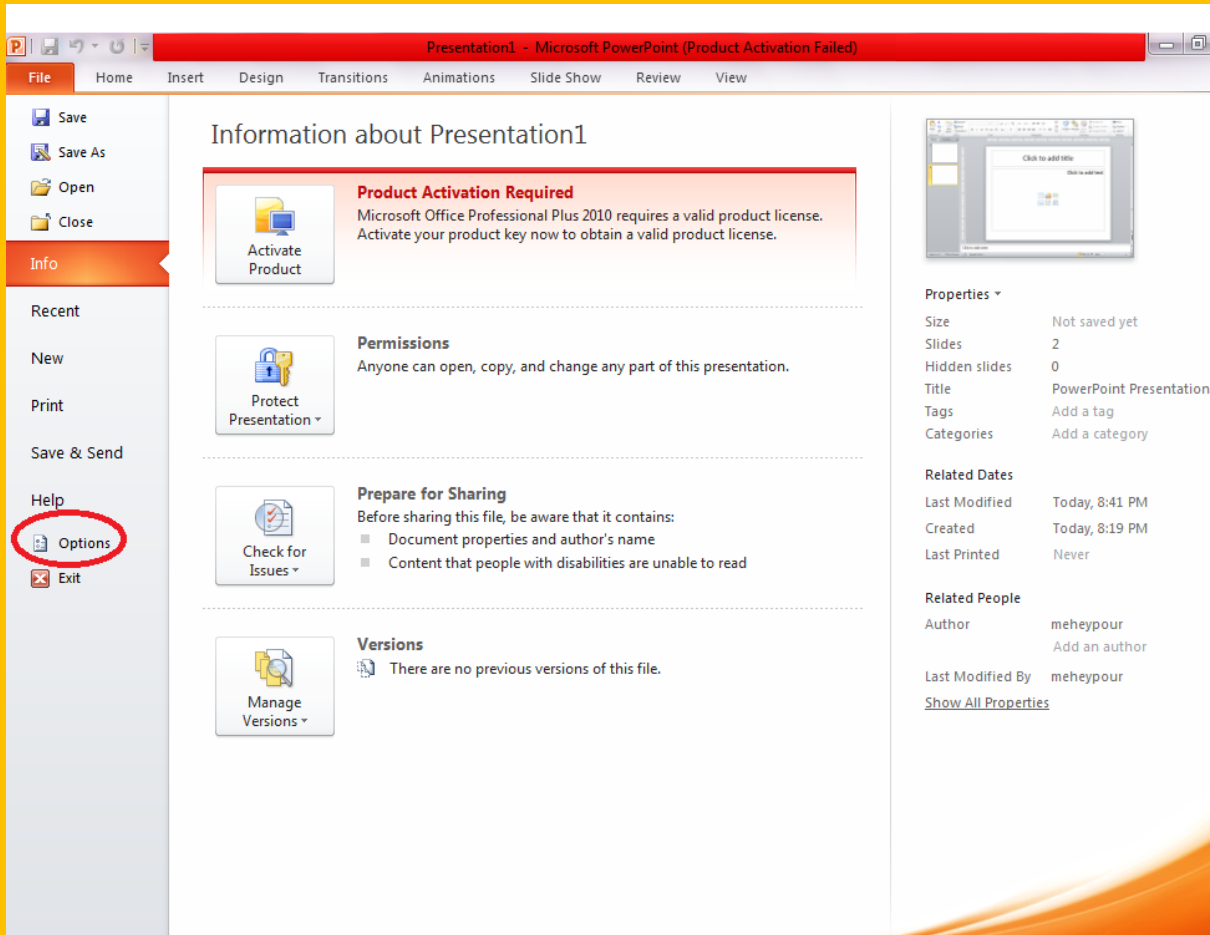 Presentation1 - Microsoft PowerPoint (Product Activation Failed)
File Home Insert Design Transitions Animations Slide Show Review View
Save
Save As
Open
Close
Info
Recent
New
Print
Save & Send
Help
Options
Exit
Information about Presentation1
Activate
Product
Product Activation Required
Microsoft Office Professional Plus 2010 requires a valid product license.
Activate your product key now to obtain a valid product license.
Protect
Presentation
Permissions
Anyone can open, copy, and change any part of this presentation.
Check for
Issues
Prepare for Sharing
Before sharing this file, be aware that it contains:
Document properties and author's name
Content that people with disabilities are unable to read
Manage
Versions
Versions
There are no previous versions of this file.
Click to add title
Click to add text
Properties
Size Not saved yet
Slides 2
Hidden slides 0
Title PowerPoint Presentation
Tags Add a tag
Categories Add a category
Related Dates
Last Modified Today, 8:41 PM
Created Today, 8:19 PM
Last Printed Never
Related People
Author meheypour
Add an author
Last Modified By meheypour
Show All Properties